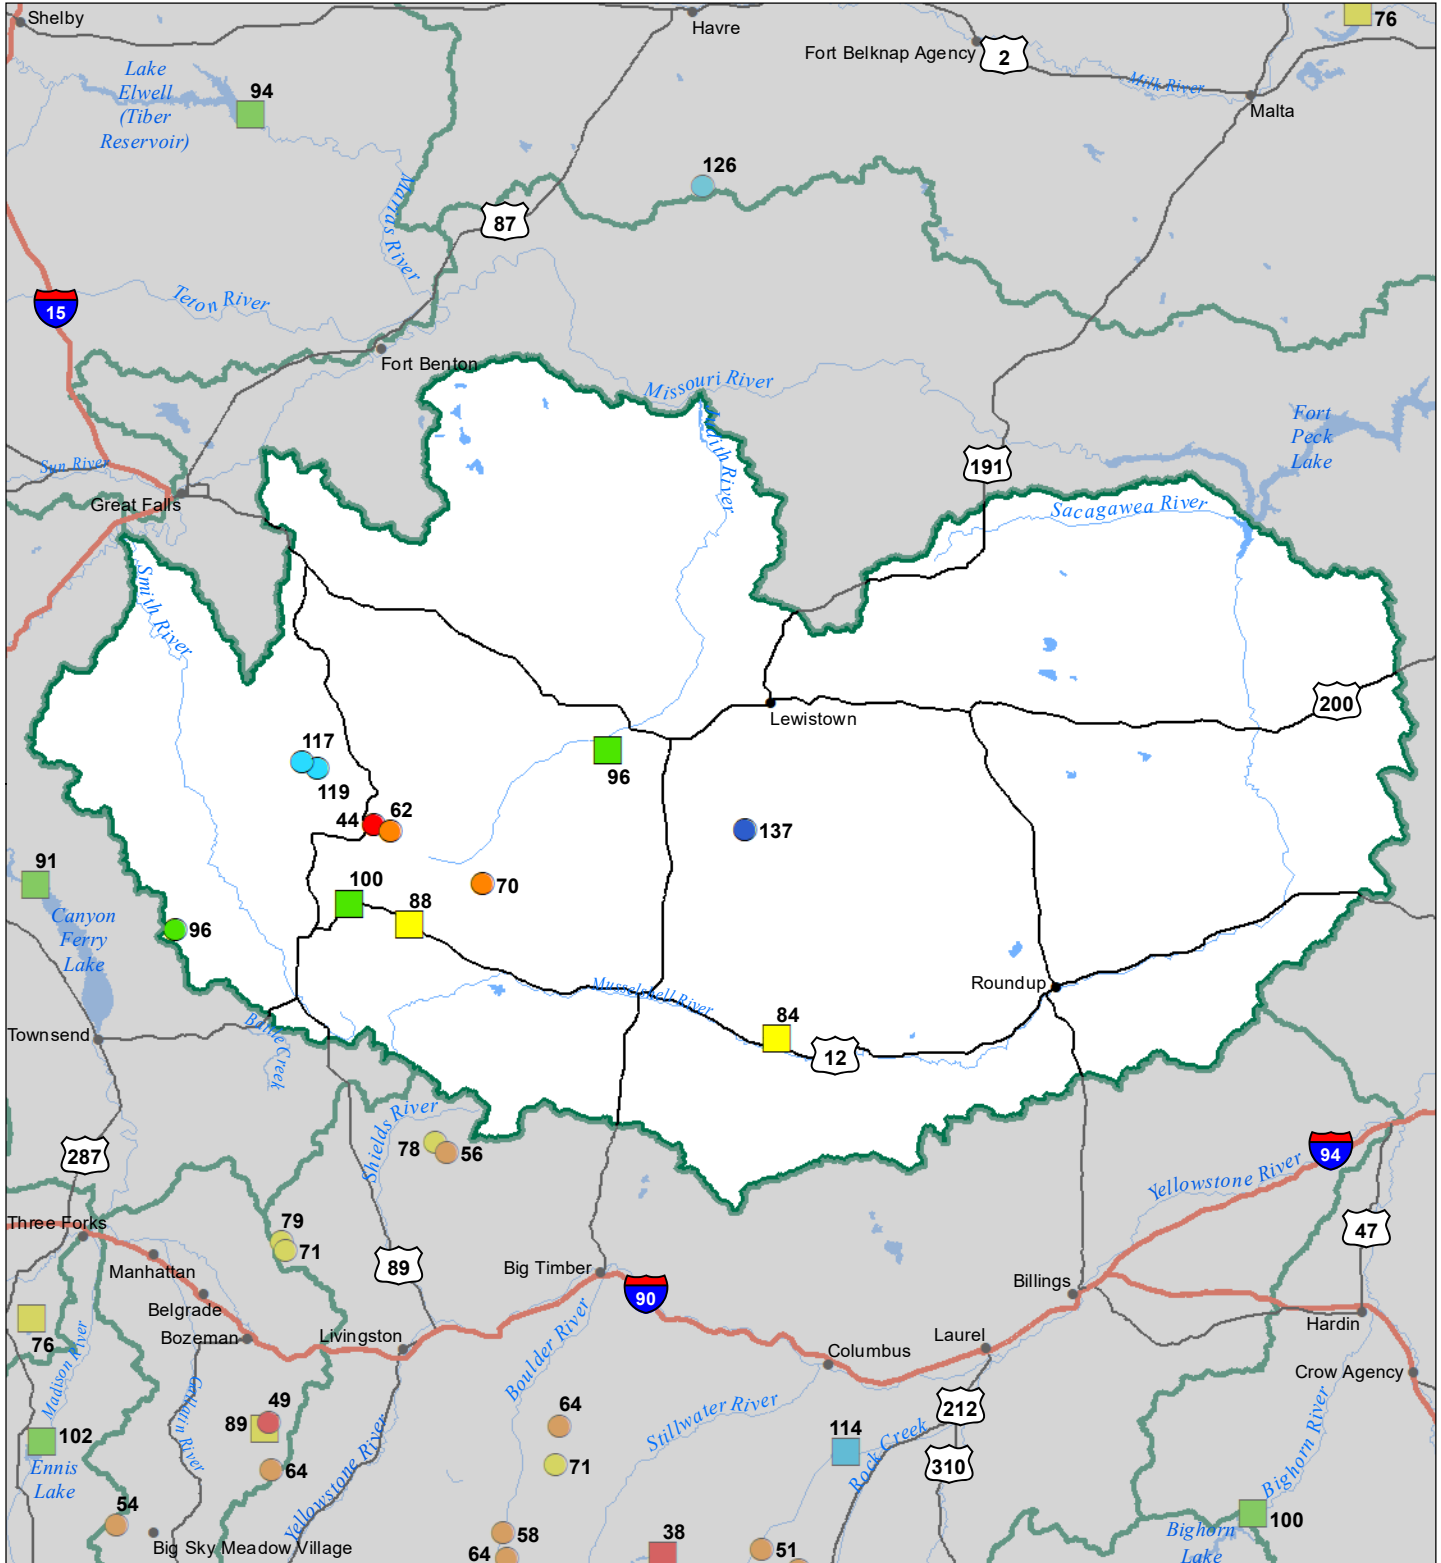 Shelby
Havre
76
Fort Belknap Agency
2
Lake
Elwell
(Tiber
Reservoir)
94
Milk River
Malta
126
Marias River
87
Teton River
15
Fort Benton
Missouri River
Judith River
Fort
Peck
Lake
Sun River
191
Great Falls
Sacagawea River
Smith River
200
Lewistown
117
119
96
44
62
137
91
100
70
88
Canyon
Ferry
Lake
96
Musselshell River
Roundup
84
12
Townsend
Battle Creek
Shields River
78
56
287
94
Yellowstone River
Three Forks
79
71
47
Manhattan
89
Big Timber
90
Billings
Belgrade
Bozeman
Livingston
Laurel
Hardin
76
Madison River
Columbus
Crow Agency
Boulder River
Gallatin River
49
89
64
212
102
Stillwater River
114
Rock Creek
Ennis
Lake
64
71
310
Yellowstone River
Bighorn River
54
58
100
Big Sky Meadow Village
64
38
51
Bighorn
Lake